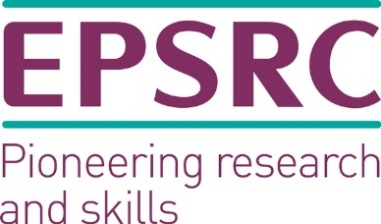 EPSRC
Pioneering research
and skills